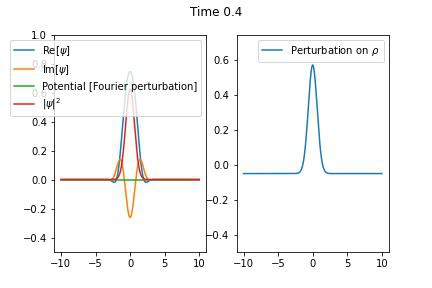 Time 0.4
Re[ψ]
Im[ψ]
Potential [Fourier perturbation]
|ψ|²
1.0
0.8
0.6
0.4
0.2
0.0
−0.2
−0.4
−10 −5 0 5 10
Perturbation on ρ
0.6
0.4
0.2
0.0
−0.2
−0.4
−10 −5 0 5 10